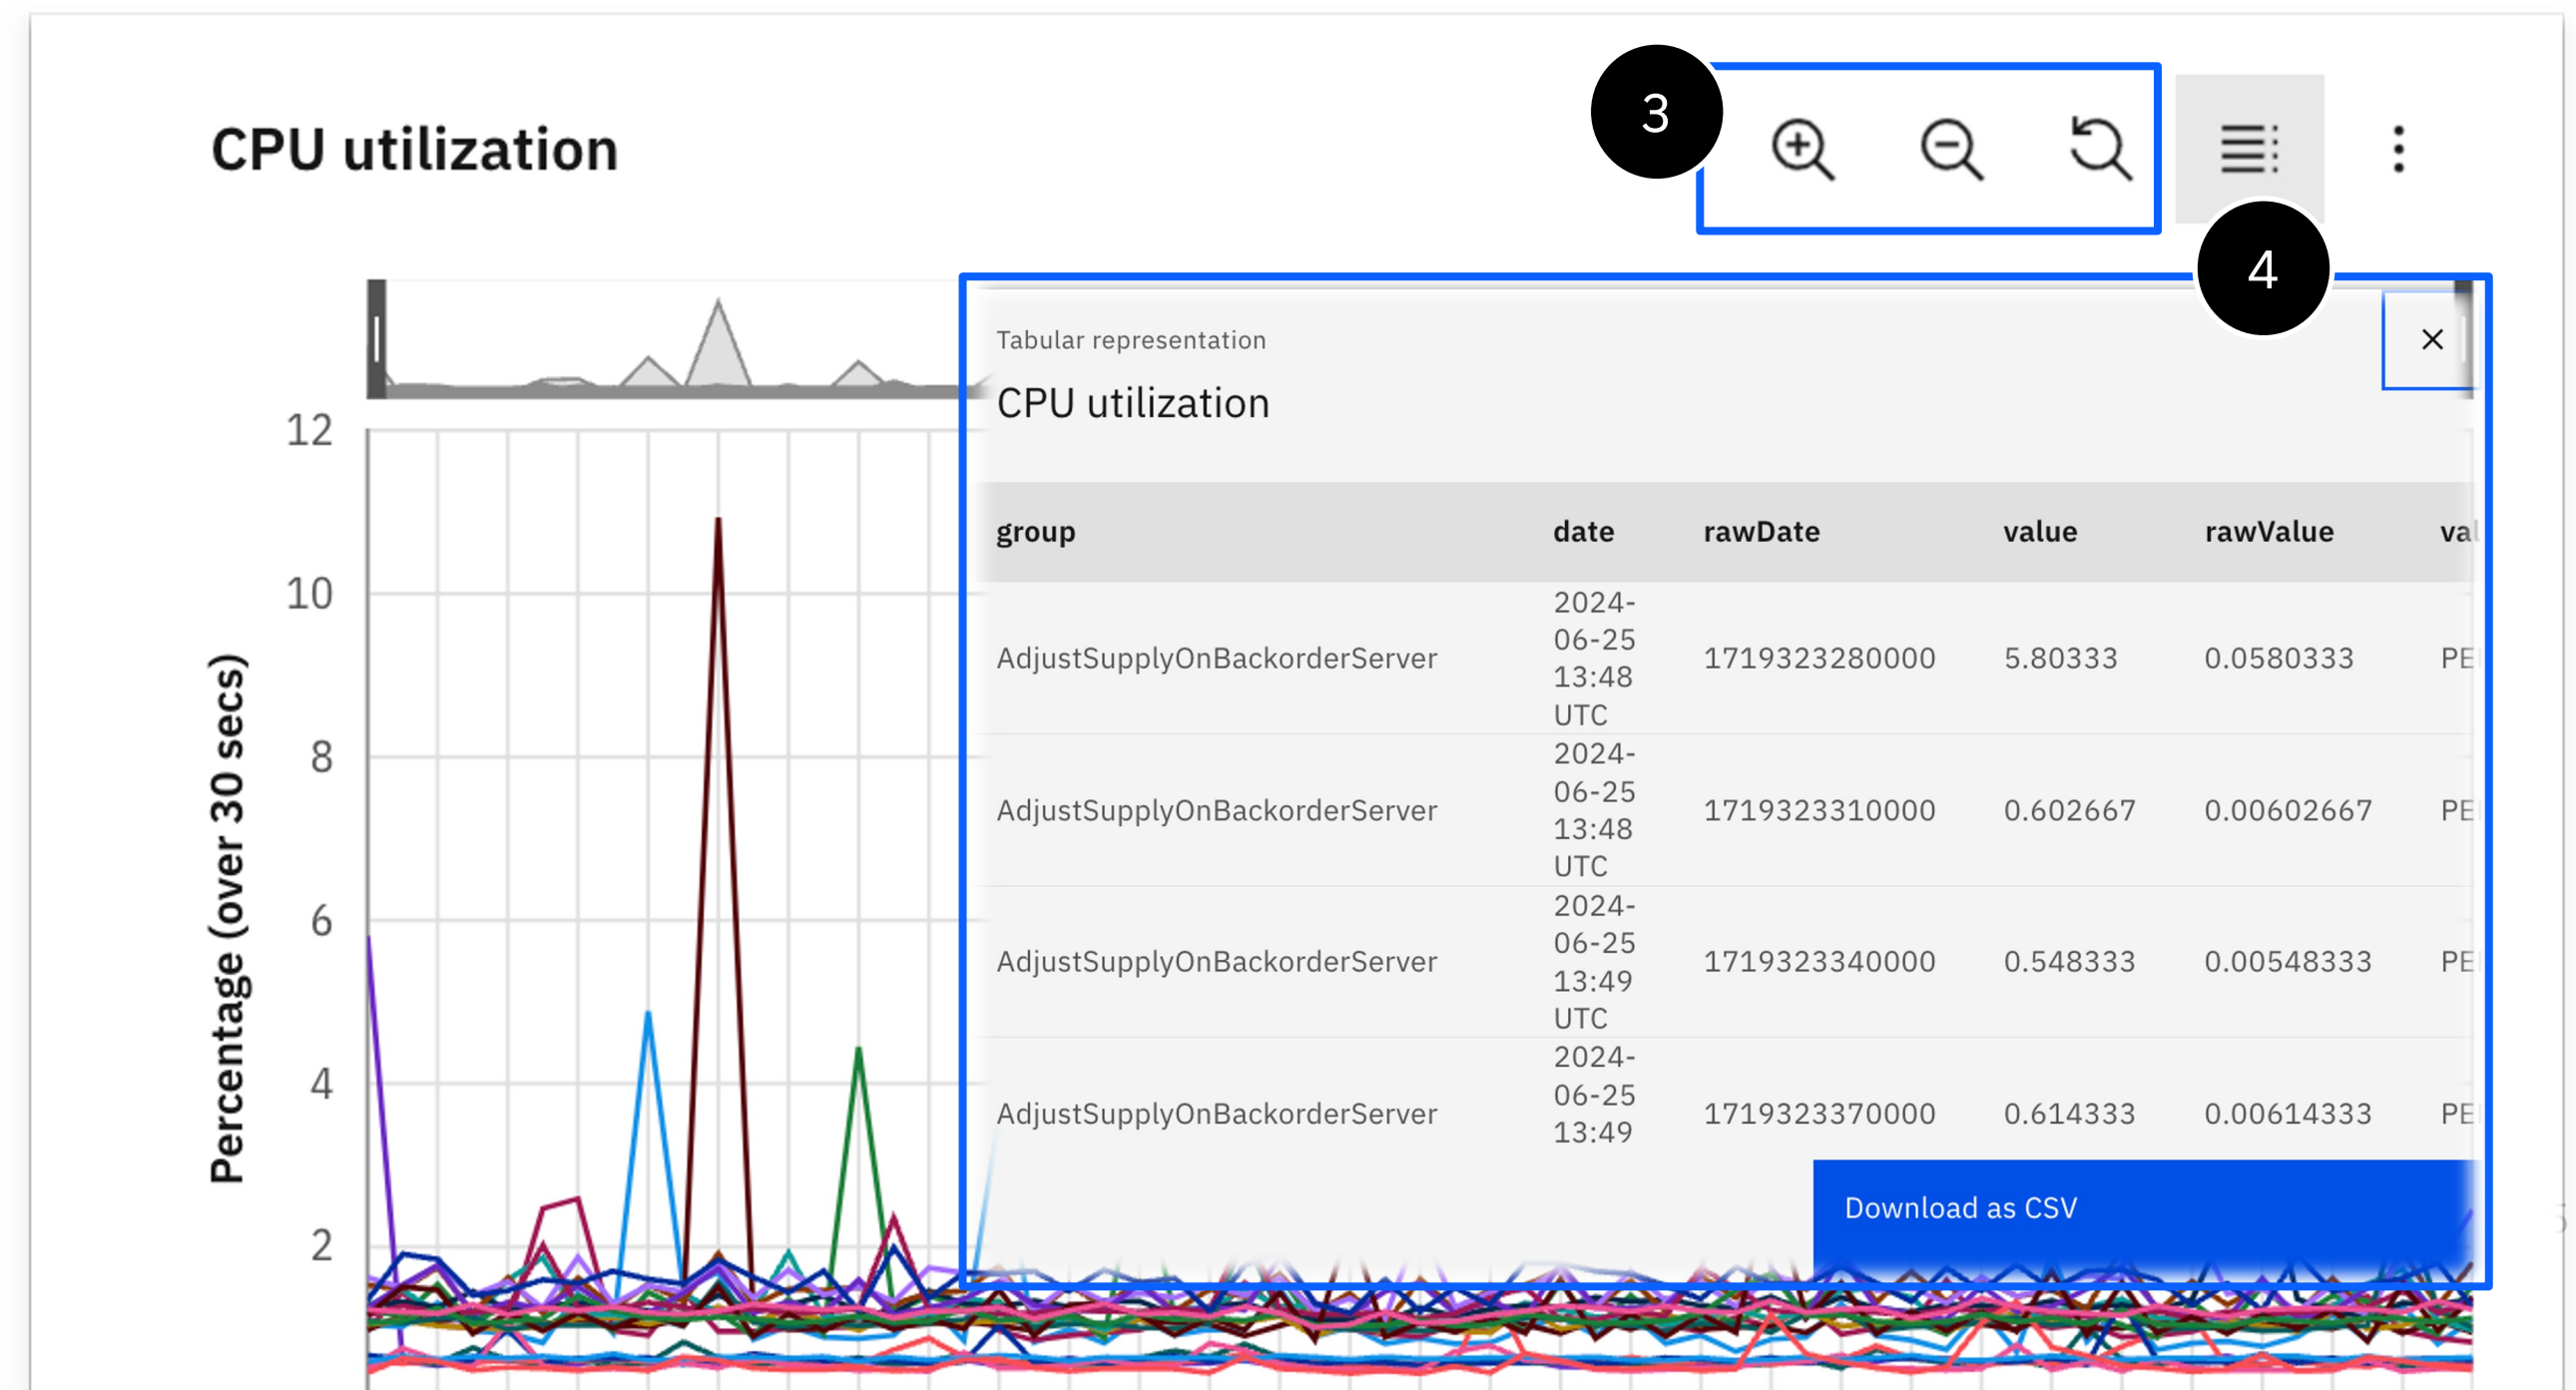 3
CPU utilization
4
Tabular representation
CPU utilization
12
10
8
6
4
2
Percentage (over 30 secs)
group date rawDate value rawValue
AdjustSupplyOnBackorderServer 2024-06-25 13:48 UTC 1719323280000 5.80333 0.0580333
AdjustSupplyOnBackorderServer 2024-06-25 13:48 UTC 1719323310000 0.602667 0.00602667
AdjustSupplyOnBackorderServer 2024-06-25 13:49 UTC 1719323340000 0.548333 0.00548333
AdjustSupplyOnBackorderServer 2024-06-25 13:49 1719323370000 0.614333 0.00614333
Download as CSV